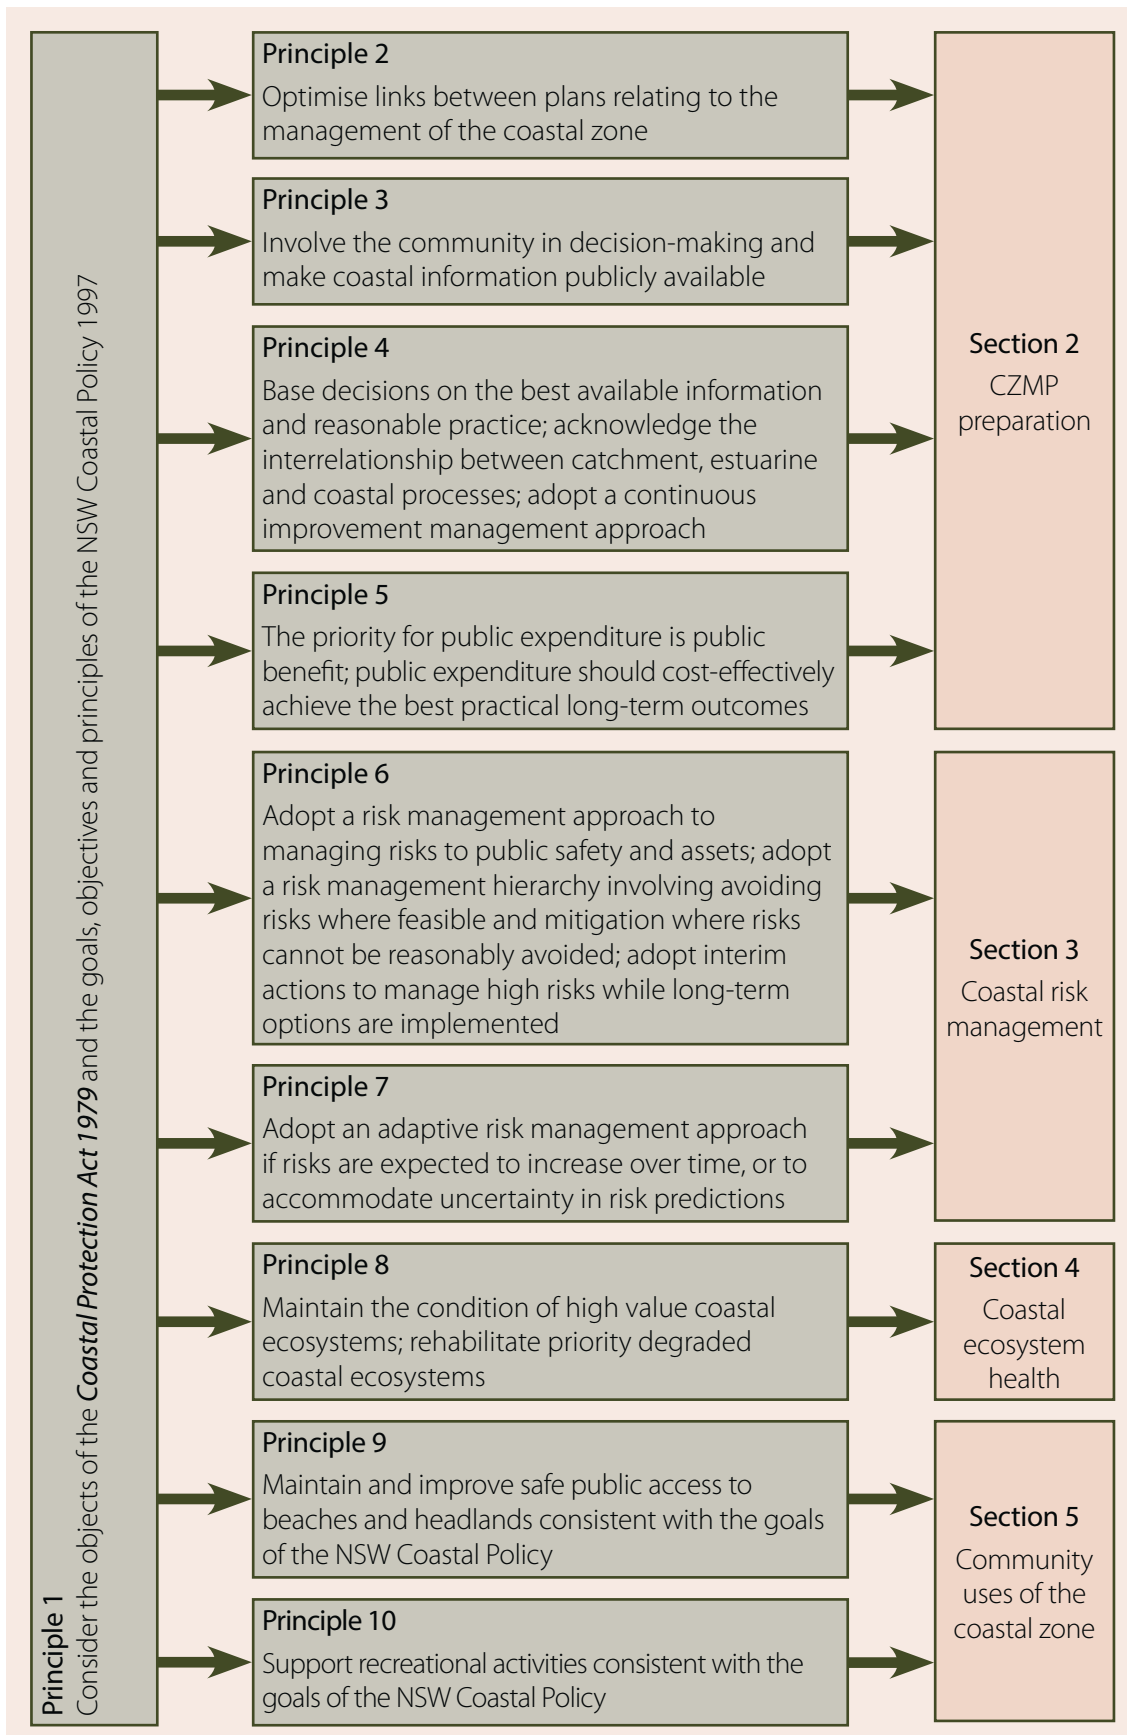 Principle 1
Consider the objects of the Coastal Protection Act 1979 and the goals, objectives and principles of the NSW Coastal Policy 1997
Principle 2
Optimise links between plans relating to the
management of the coastal zone
Principle 3
Involve the community in decision-making and
make coastal information publicly available
Principle 4
Base decisions on the best available information
and reasonable practice; acknowledge the
interrelationship between catchment, estuarine
and coastal processes; adopt a continuous
improvement management approach
Principle 5
The priority for public expenditure is public
benefit; public expenditure should cost-effectively
achieve the best practical long-term outcomes
Section 2
CZMP
preparation
Principle 6
Adopt a risk management approach to
managing risks to public safety and assets; adopt
a risk management hierarchy involving avoiding
risks where feasible and mitigation where risks
cannot be reasonably avoided; adopt interim
actions to manage high risks while long-term
options are implemented
Principle 7
Adopt an adaptive risk management approach
if risks are expected to increase over time, or to
accommodate uncertainty in risk predictions
Section 3
Coastal risk
management
Principle 8
Maintain the condition of high value coastal
ecosystems; rehabilitate priority degraded
coastal ecosystems
Section 4
Coastal
ecosystem
health
Principle 9
Maintain and improve safe public access to
beaches and headlands consistent with the goals
of the NSW Coastal Policy
Principle 10
Support recreational activities consistent with the
goals of the NSW Coastal Policy
Section 5
Community
uses of the
coastal zone